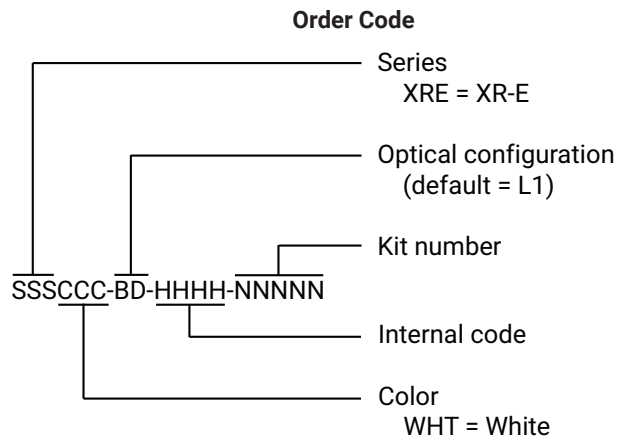 Order Code
Series
XRE = XR-E
Optical configuration
(default = L1)
Kit number
SSSCCC-BD-HHHH-NNNNN
Internal code
Color
WHT = White